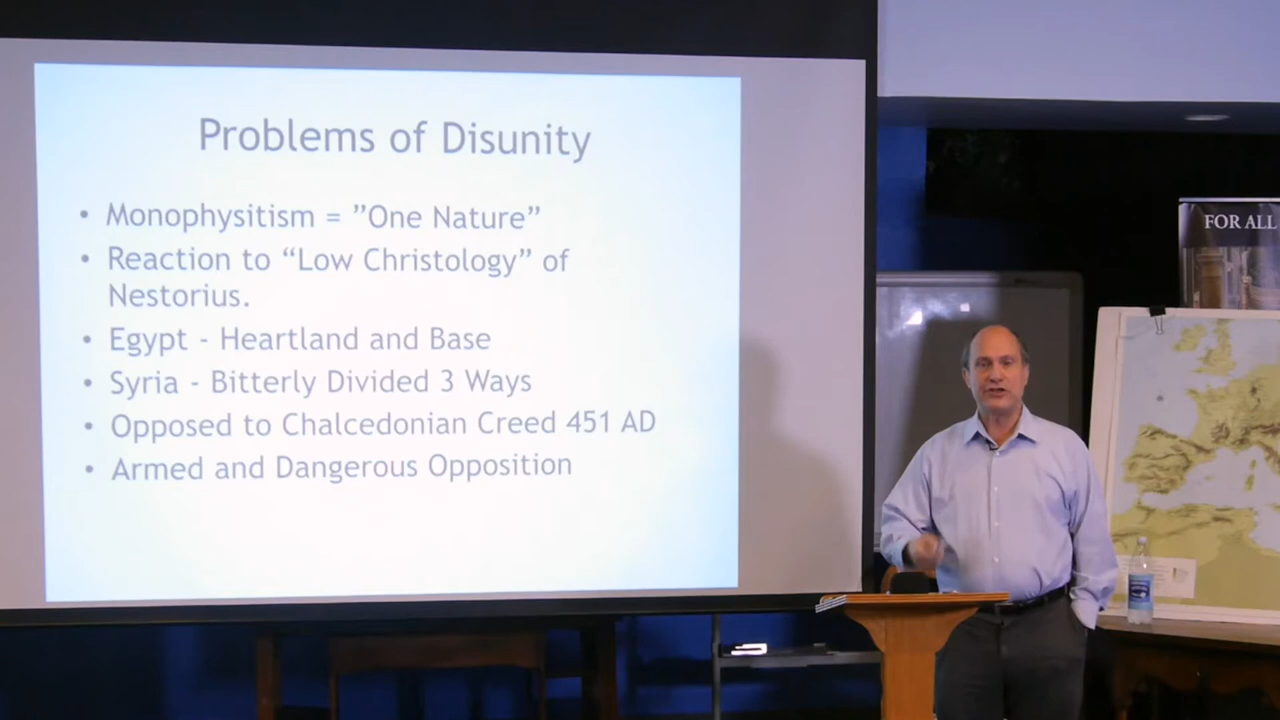 Problems of Disunity
• Monophysitism = ”One Nature”
• Reaction to “Low Christology” of
Nestorius.
• Egypt - Heartland and Base
• Syria - Bitterly Divided 3 Ways
• Opposed to Chalcedonian Creed 451 AD
• Armed and Dangerous Opposition
FOR ALL